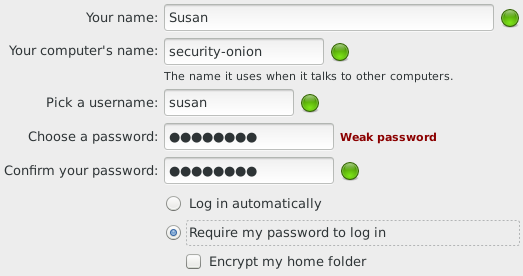 Your name: Susan
Your computer's name: security-onion
The name it uses when it talks to other computers.
Pick a username: susan
Choose a password: ●●●●●●●● Weak password
Confirm your password: ●●●●●●●●
Log in automatically
Require my password to log in
Encrypt my home folder